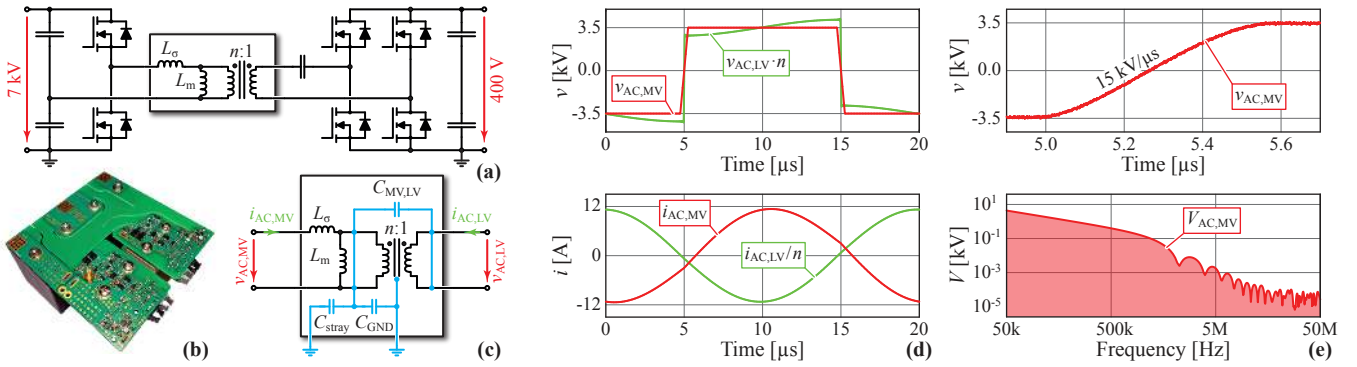 7 kV
Lσ
Lm
n:1
400 V
(a)
(b)
CMV,LV
iAC,MV
iAC,LV
Lσ
n:1
Lm
vAC,MV
vAC,LV
Cstray
CGND
(c)
v [kV]
3.5
0.0
-3.5
vAC,LV·n
vAC,MV
0 5 10 15 20
Time [µs]
i [A]
12
0
-12
iAC,MV
iAC,LV/n
0 5 10 15 20
Time [µs]
(d)
v [kV]
3.5
0.0
-3.5
15 kV/µs
vAC,MV
5.0 5.2 5.4 5.6
Time [µs]
V [kV]
10¹
10⁻¹
10⁻³
10⁻⁵
VAC,MV
50k 500k 5M 50M
Frequency [Hz]
(e)